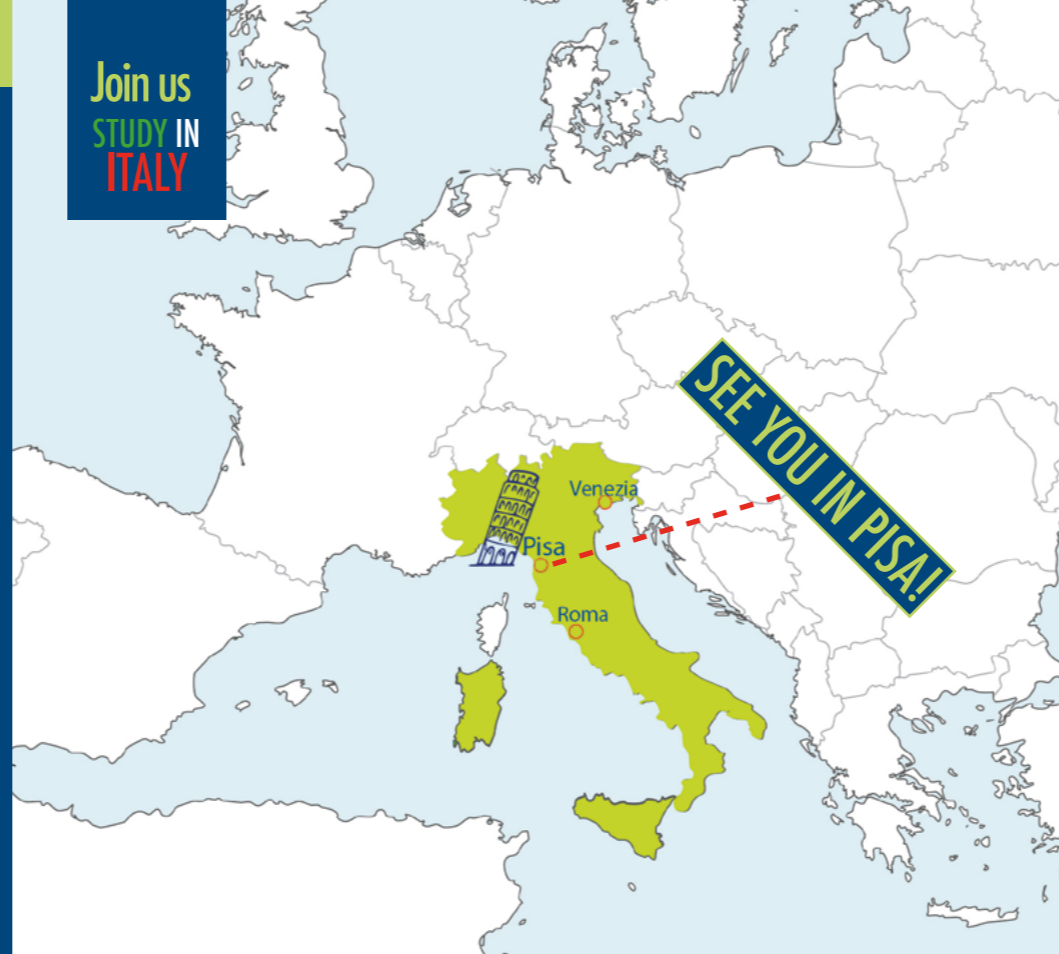 Join us
STUDY IN
ITALY
SEE YOU IN PISA!
Venezia
Pisa
Roma